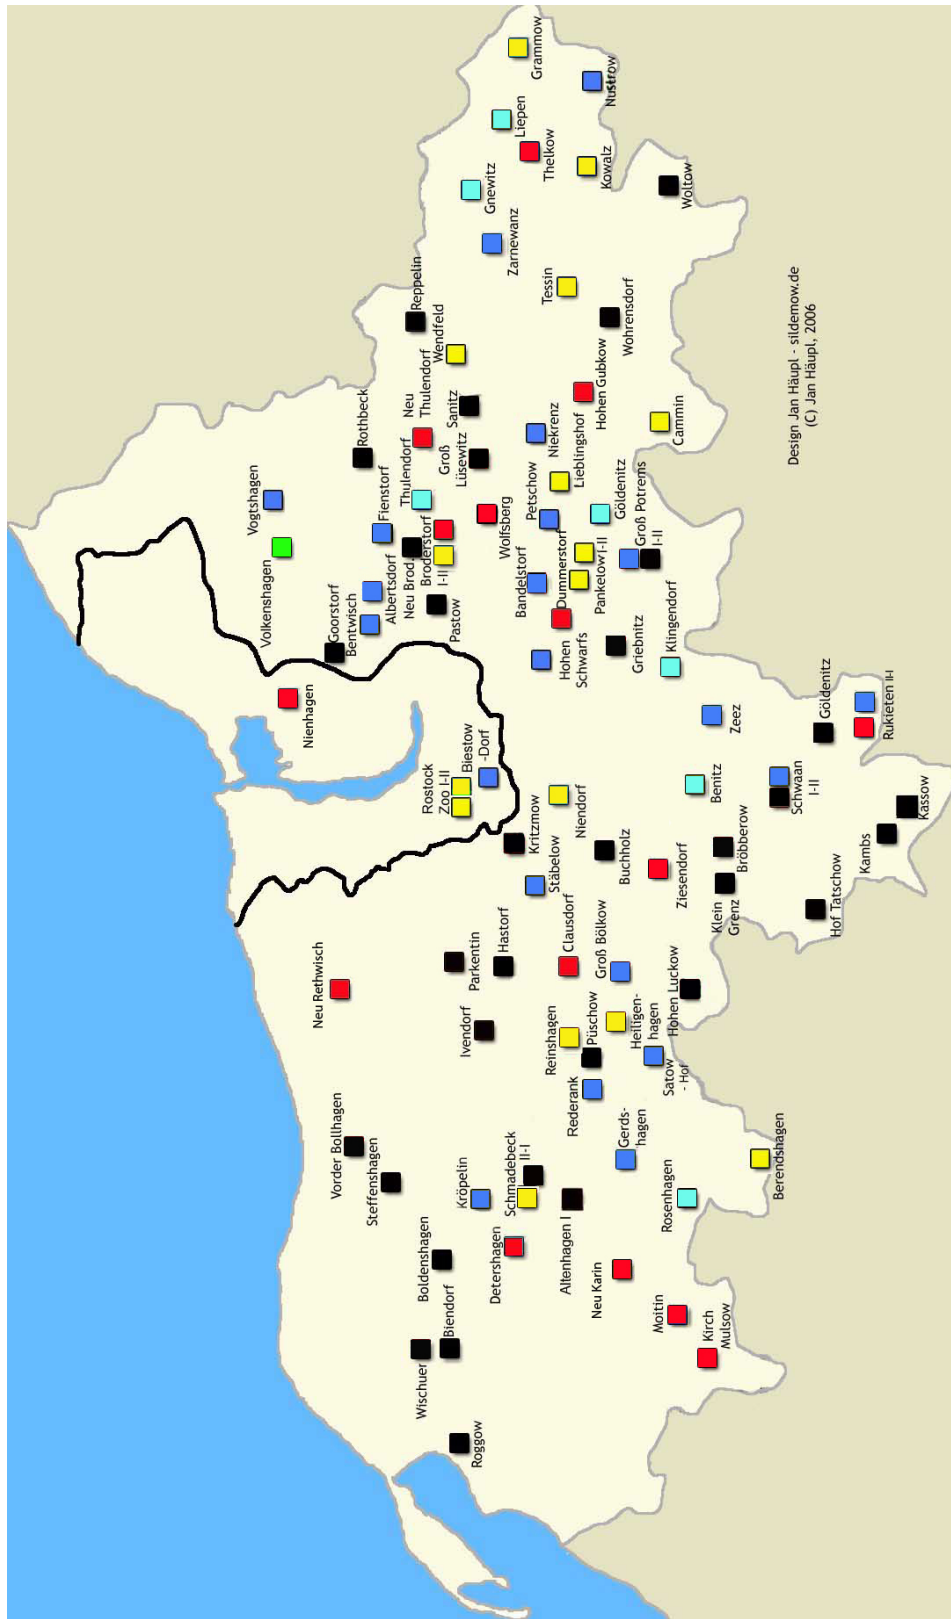 Grammow
Nustrow
Liepen
Thelkow
Kowalz
Gnewitz
Woltow
Zarnewanz
Tessin
Reppelin
Wohrensdorf
Wendfeld
Hohen Gubkow
Sanitz
Neu
Thulendorf
Cammin
Rothbeck
Groß
Lüsewitz
Niekrenz
Lieblingshof
Thulendorf
Vogtshagen
Wolfsberg
Petschow
Göldenitz
Fienstorf
Volkenshagen
Broderstorf
I-II
Neu Brod.
Dummerstorf
Pankelow I-II
Groß Potrems
I-II
Bandelstorf
Albertsdorf
Bentwisch
Pastow
Goorstorf
Griebnitz
Hohen
Schwarfs
Klingendorf
Nienhagen
Zeez
Göldenitz
Rukieten I-I
Biestow
-Dorf
Rostock
Zoo I-II
Niendorf
Benitz
Schwaan
I-II
Kassow
Kambs
Kritzmow
Buchholz
Bröbberow
Stäbelow
Ziesendorf
Klein
Grenz
Hof Tatschow
Parkentin
Hastorf
Clausdorf
Groß Bölkow
Hohen Luckow
Neu Rethwisch
Ivendorf
Reinshagen
Püschow
Heiligen-
hagen
Satow
- Hof
Rederank
Vorder Bollhagen
Steffenshagen
Kröpelin
Schmadebeck
II-I
Gerds-
hagen
Berendshagen
Rosenhagen
Altenhagen I
Detershagen
Boldenshagen
Neu Karin
Moitin
Kirch
Mulsow
Biendorf
Wischuer
Roggow
Design Jan Häupl - sildemow.de
(C) Jan Häupl, 2006